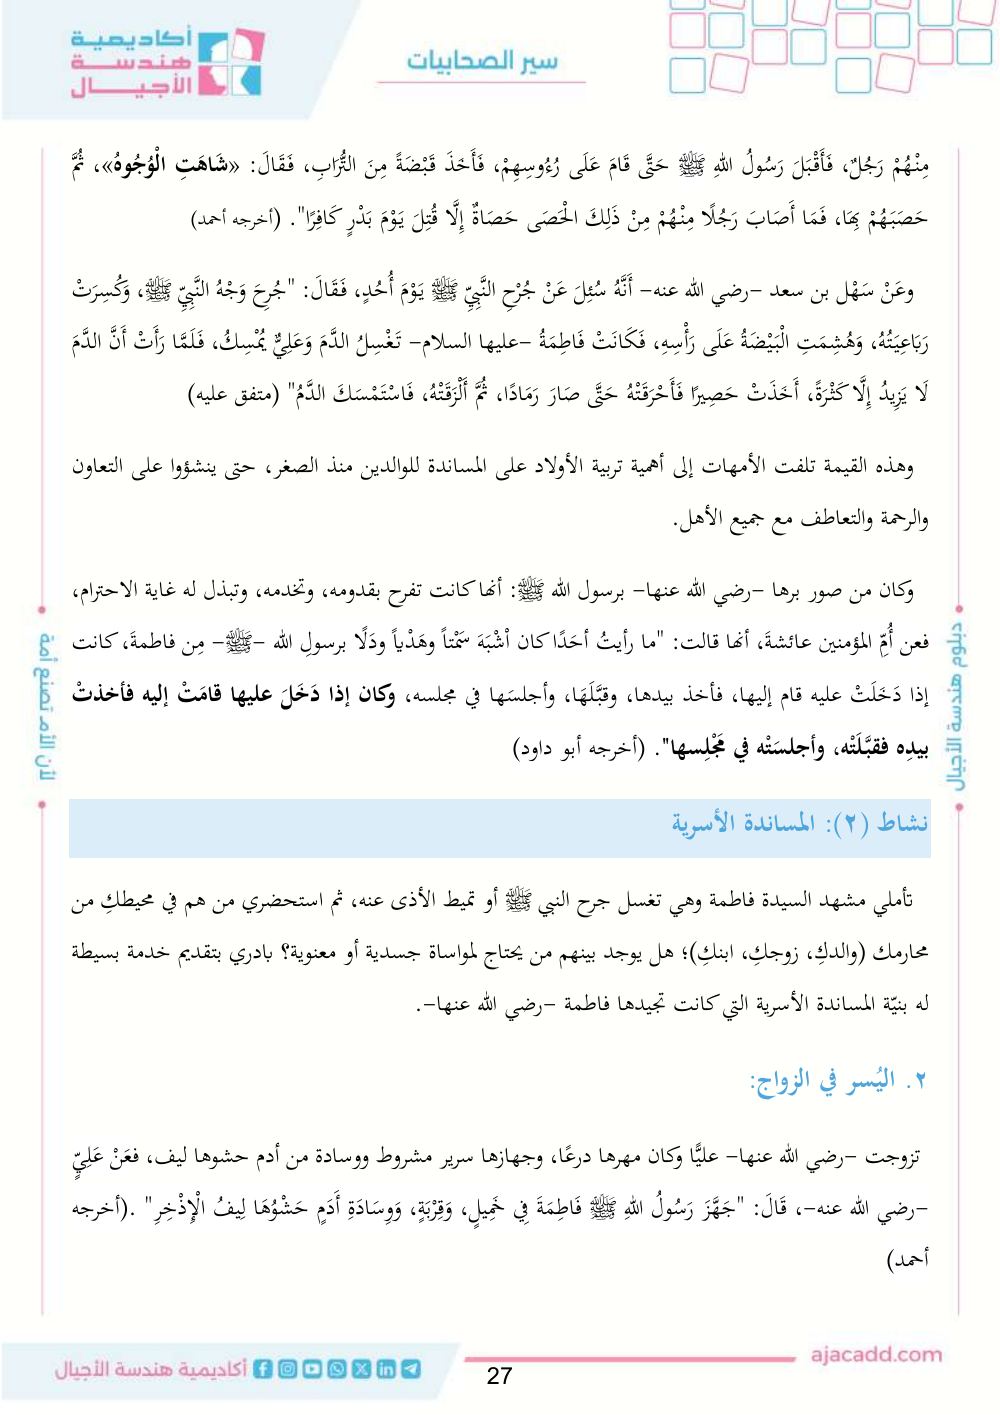 أكاديمية
هندسة
الأجيال
سير الصحابيات
مِنْهُمْ رَجُلٌ، فَأَقْبَلَ رَسُولُ اللهِ ﷺ حَتَّى قَامَ عَلَى رُءُوسِهِمْ، فَأَخَذَ قَبْضَةً مِنَ التُّرَابِ، فَقَالَ: «شَاهَتِ الْوُجُوهُ»، ثُمَّ
حَصَبَهُمْ بِهَا، فَمَا أَصَابَ رَجُلًا مِنْهُمْ مِنْ ذَلِكَ الْحَصَى حَصَاةٌ إِلَّا قُتِلَ يَوْمَ بَدْرٍ كَافِرًا". (أخرجه أحمد)
وعَنْ سَهْل بن سعد -رضي الله عنه- أَنَّهُ سُئِلَ عَنْ جُرْحِ النَّبِيِّ ﷺ يَوْمَ أُحُدٍ، فَقَالَ: "جُرِحَ وَجْهُ النَّبِيِّ ﷺ، وَكُسِرَتْ
رَبَاعِيَتُهُ، وَهُشِمَتِ الْبَيْضَةُ عَلَى رَأْسِهِ، فَكَانَتْ فَاطِمَةُ -عليها السلام- تَغْسِلُ الدَّمَ وَعَلِيٌّ يُمْسِكُ، فَلَمَّا رَأَتْ أَنَّ الدَّمَ
لَا يَزِيدُ إِلَّا كَثْرَةً، أَخَذَتْ حَصِيرًا فَأَحْرَقَتْهُ حَتَّى صَارَ رَمَادًا، ثُمَّ أَلْزَقَتْهُ، فَاسْتَمْسَكَ الدَّمُ" (متفق عليه)
وهذه القيمة تلفت الأمهات إلى أهمية تربية الأولاد على المساندة للوالدين منذ الصغر، حتى ينشؤوا على التعاون
والرحمة والتعاطف مع جميع الأهل.
وكان من صور برها -رضي الله عنها- برسول الله ﷺ: أنها كانت تفرح بقدومه، وتخدمه، وتبذل له غاية الاحترام،
فعن أُمِّ المؤمنين عائشةَ، أنها قالت: "ما رأيتُ أحَدًا كان أشْبَهَ سَمْتاً وهَدْياً ودَلًا برسولِ الله -ﷺ- مِن فاطمةَ، كانت
إذا دَخَلَتْ عليه قام إليها، فأخذ بيدها، وقبَّلَهَا، وأجلسَها في مجلسه، وكان إذا دَخَلَ عليها قامَتْ إليه فأخذتْ
بيدِه فقبَّلَتْه، وأجلسَتْه في مَجْلِسها". (أخرجه أبو داود)
نشاط (٢): المساندة الأسرية
تأملي مشهد السيدة فاطمة وهي تغسل جرح النبي ﷺ أو تميط الأذى عنه، ثم استحضري من هم في محيطكِ من
محارمك (والدكِ، زوجكِ، ابنكِ)؛ هل يوجد بينهم من يحتاج لمواساة جسدية أو معنوية؟ بادري بتقديم خدمة بسيطة
له بنيّة المساندة الأسرية التي كانت تجيدها فاطمة -رضي الله عنها-.
٢. اليُسر في الزواج:
تزوجت -رضي الله عنها- عليًّا وكان مهرها درعًا، وجهازها سرير مشروط ووسادة من أدم حشوها ليف، فعَنْ عَلِيٍّ
-رضي الله عنه-، قَالَ: "جَهَّزَ رَسُولُ اللهِ ﷺ فَاطِمَةَ فِي خَمِيلٍ، وَقِرْبَةٍ، وَوِسَادَةِ أَدَمٍ حَشْوُهَا لِيفُ الْإِذْخِرِ" .(أخرجه
أحمد)
دبلوم هندسة الأجيال
لأن الأم تصنع أمة
ajacadd.com
27
أكاديمية هندسة الأجيال